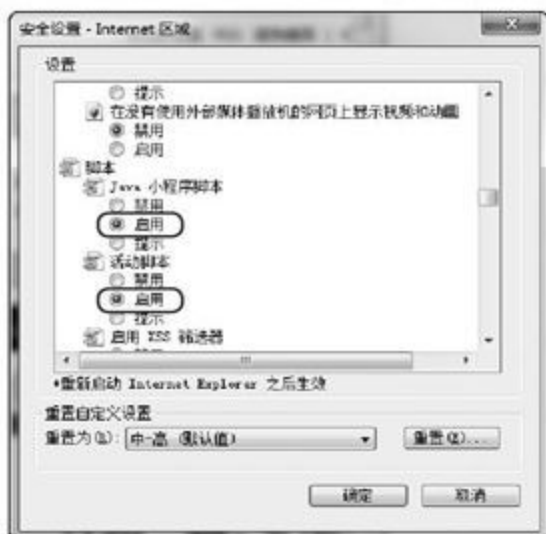 安全设置 - Internet 区域
设置
提示
在没有使用外部媒体播放机的网页上显示视频和动画
禁用
启用
脚本
Java 小程序脚本
禁用
启用
提示
活动脚本
禁用
启用
提示
启用 XSS 筛选器
*重新启动 Internet Explorer 之后生效
重置自定义设置
重置为(R): 中-高 (默认值)
重置(E)...
确定
取消